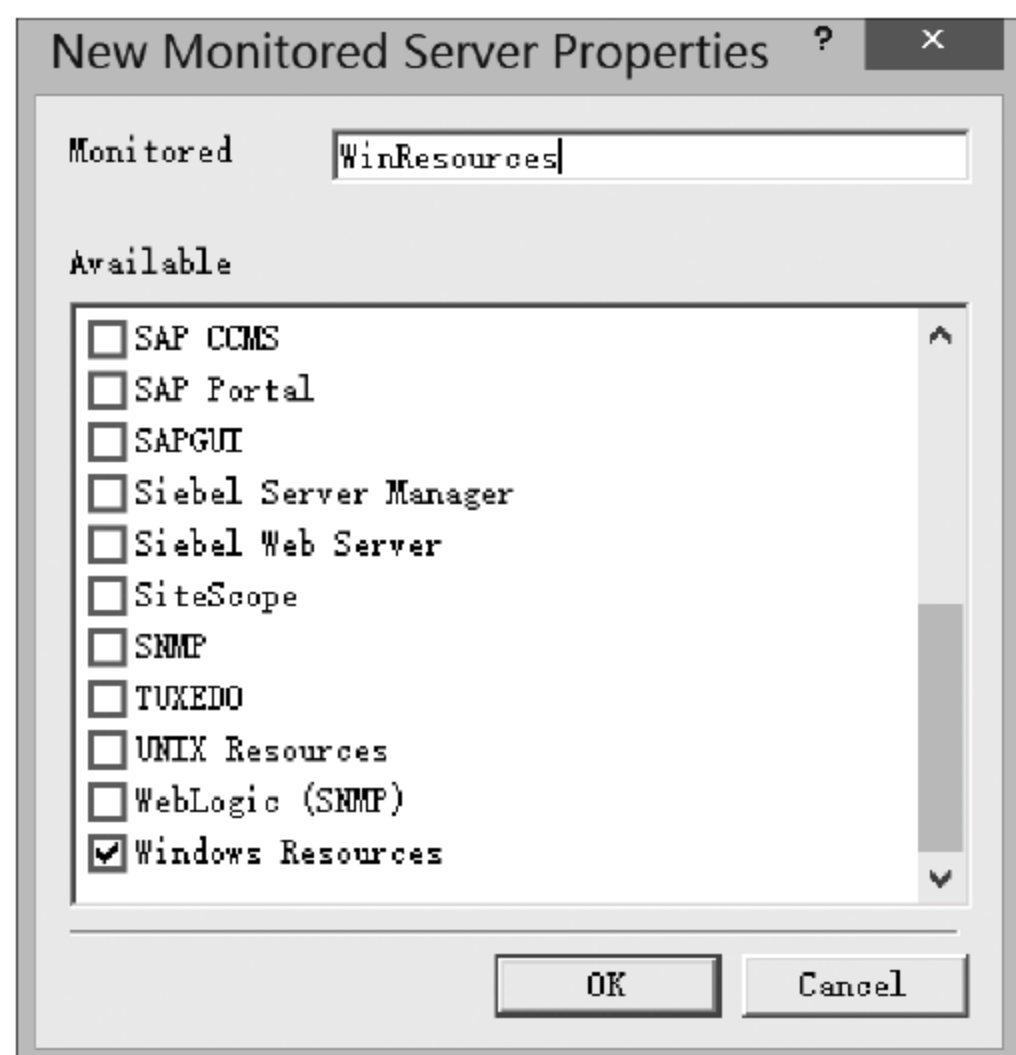 New Monitored Server Properties ? ×
Monitored WinResources
Available
SAP CCMS
SAP Portal
SAPGUI
Siebel Server Manager
Siebel Web Server
SiteScope
SNMP
TUXEDO
UNIX Resources
WebLogic (SNMP)
Windows Resources
OK Cancel